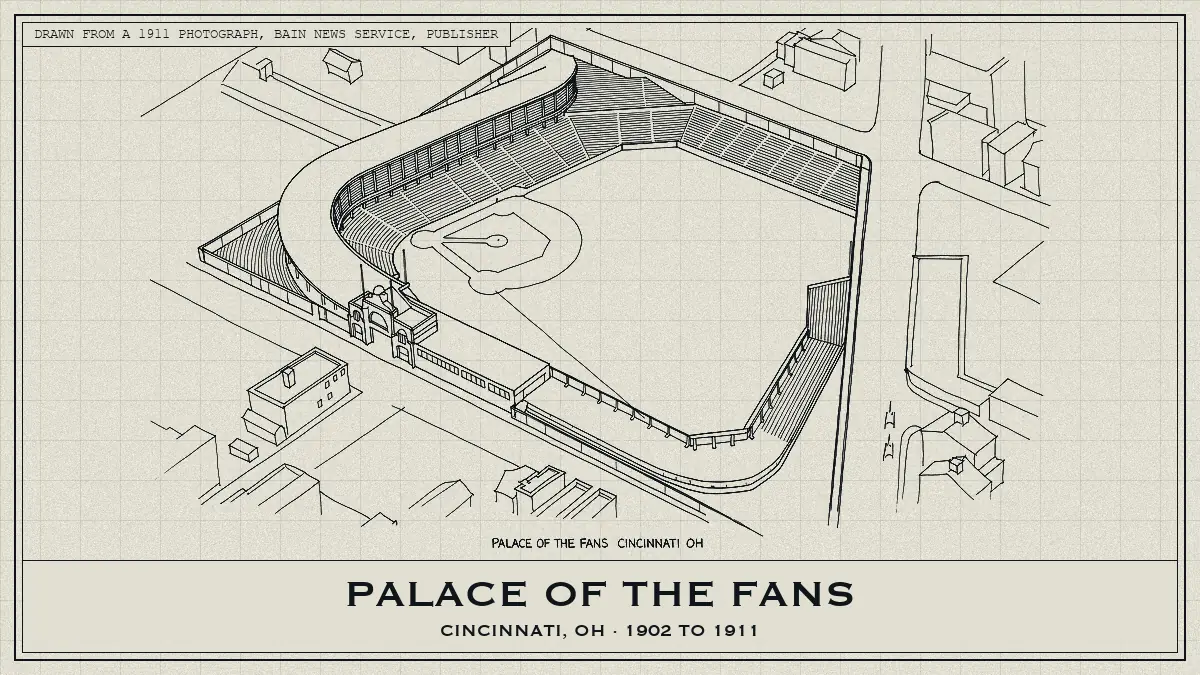 DRAWN FROM A 1911 PHOTOGRAPH, BAIN NEWS SERVICE, PUBLISHER
PALACE OF THE FANS CINCINNATI OH
PALACE OF THE FANS
CINCINNATI, OH · 1902 TO 1911